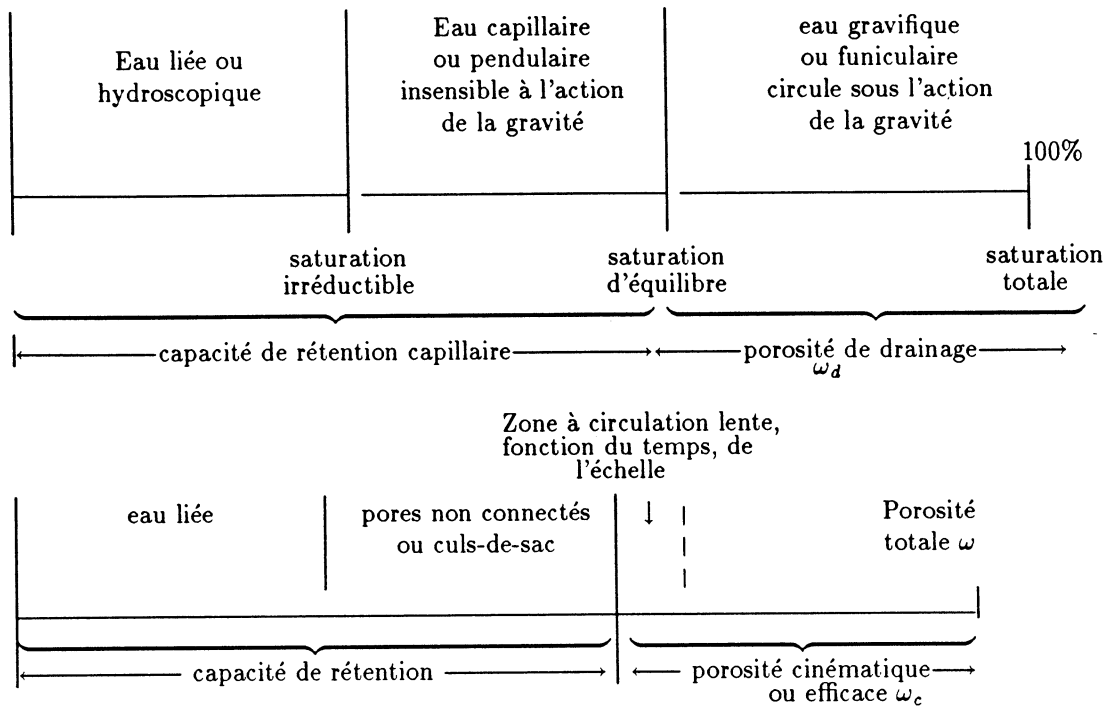 Eau liée ou
hydroscopique
Eau capillaire
ou pendulaire
insensible à l'action
de la gravité
eau gravifique
ou funiculaire
circule sous l'action
de la gravité
100%
saturation
irréductible
saturation
d'équilibre
saturation
totale
capacité de rétention capillaire
porosité de drainage
ω_d
Zone à circulation lente,
fonction du temps, de
l'échelle
eau liée
pores non connectés
ou culs-de-sac
Porosité
totale ω
capacité de rétention
porosité cinématique
ou efficace ω_c